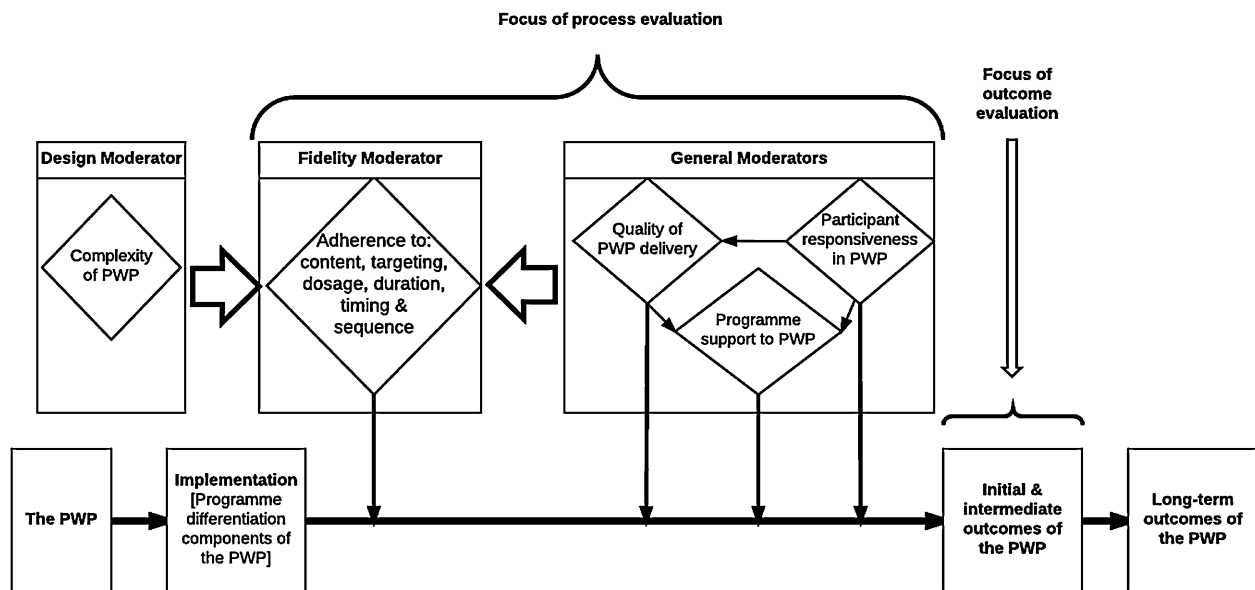 Focus of process evaluation
Focus of
outcome
evaluation
Design Moderator
Fidelity Moderator
General Moderators
Complexity
of PWP
Adherence to:
content, targeting,
dosage, duration,
timing &
sequence
Quality of
PWP delivery
Participant
responsiveness
in PWP
Programme
support to PWP
The PWP
Implementation
[Programme
differentiation
components of
the PWP]
Initial &
intermediate
outcomes of
the PWP
Long-term
outcomes of
the PWP